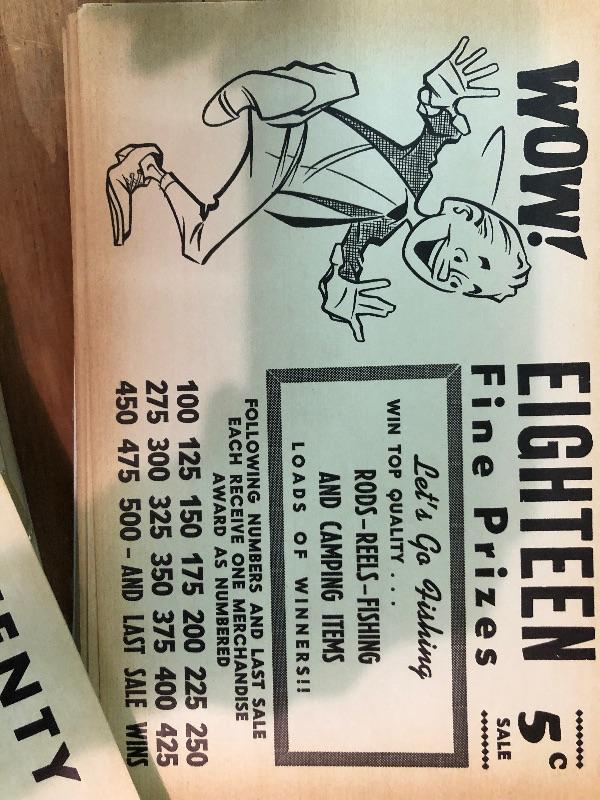 WOW! EIGHTEEN 5¢
Fine Prizes SALE
Let's Go Fishing
WIN TOP QUALITY....
RODS-REELS-FISHING
AND CAMPING ITEMS
LOADS OF WINNERS!!
FOLLOWING NUMBERS AND LAST SALE
EACH RECEIVE ONE MERCHANDISE
AWARD AS NUMBERED
100 125 150 175 200 225 250
275 300 325 350 375 400 425
450 475 500 - AND LAST SALE WINS
ENTY